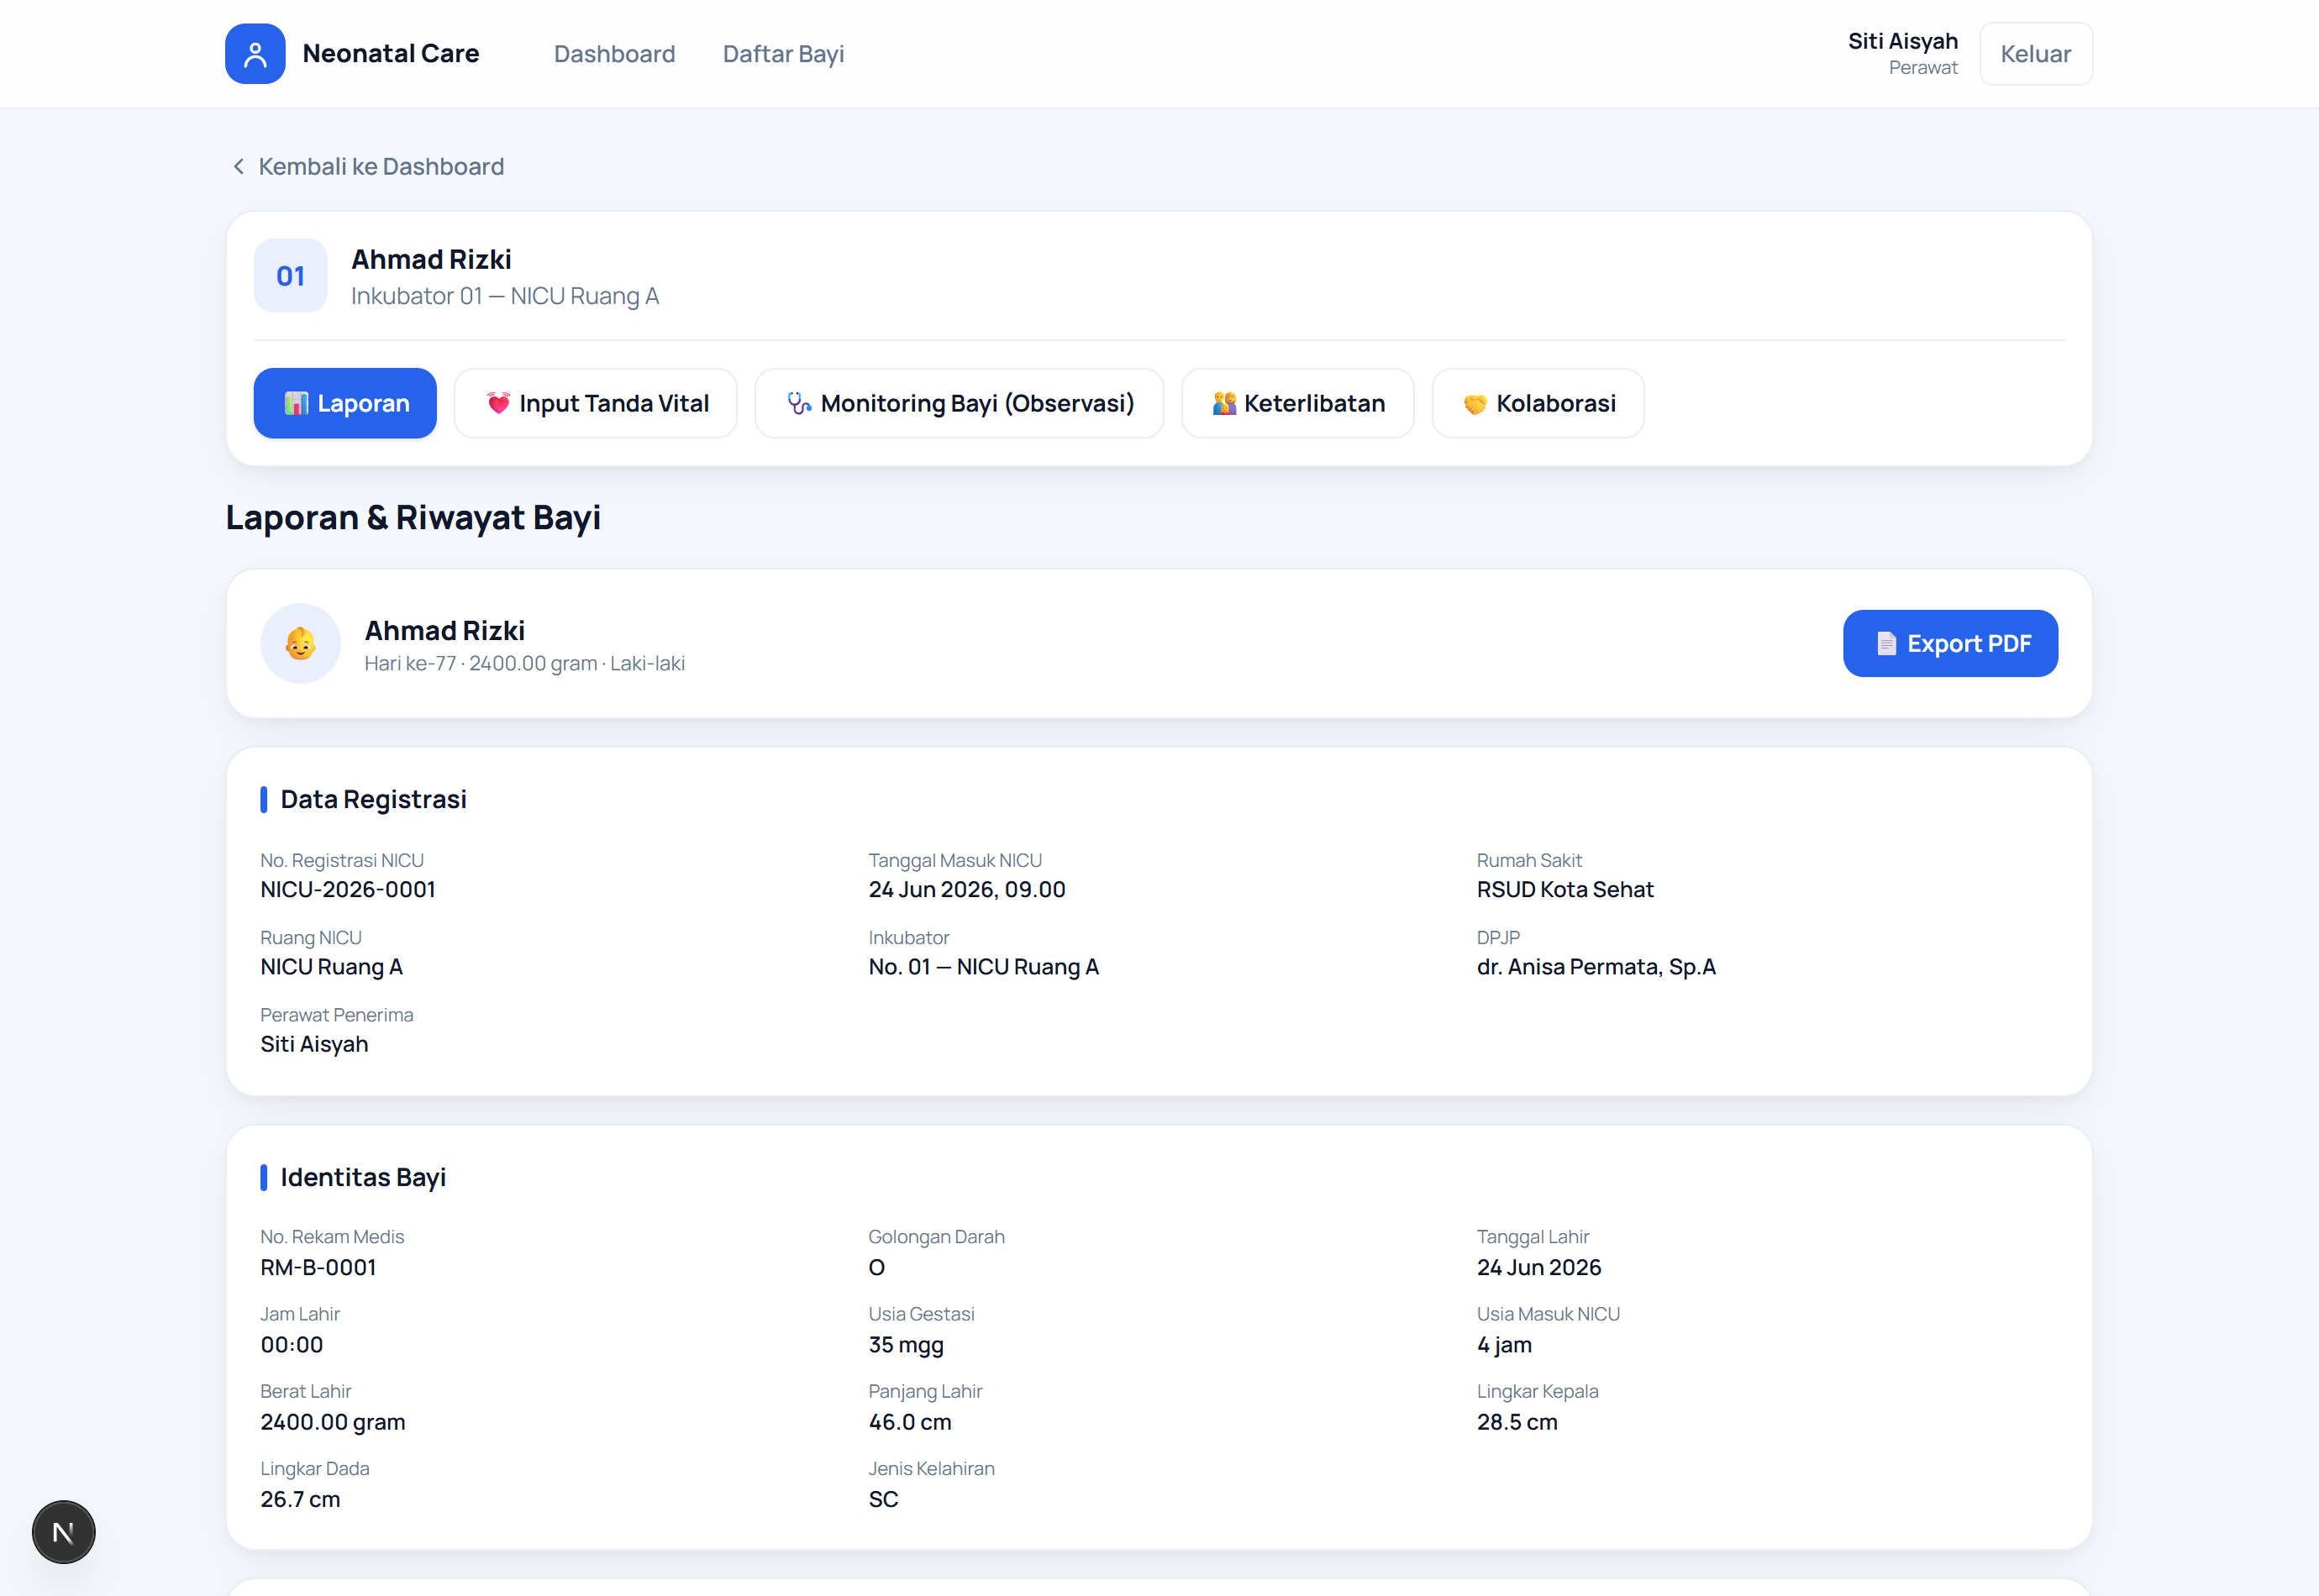 Neonatal Care
Dashboard
Daftar Bayi
Siti Aisyah
Perawat
Keluar
Kembali ke Dashboard
01
Ahmad Rizki
Inkubator 01 — NICU Ruang A
Laporan
Input Tanda Vital
Monitoring Bayi (Observasi)
Keterlibatan
Kolaborasi
Laporan & Riwayat Bayi
Ahmad Rizki
Hari ke-77 · 2400.00 gram · Laki-laki
Export PDF
Data Registrasi
No. Registrasi NICU
NICU-2026-0001
Tanggal Masuk NICU
24 Jun 2026, 09.00
Rumah Sakit
RSUD Kota Sehat
Ruang NICU
NICU Ruang A
Inkubator
No. 01 — NICU Ruang A
DPJP
dr. Anisa Permata, Sp.A
Perawat Penerima
Siti Aisyah
Identitas Bayi
No. Rekam Medis
RM-B-0001
Golongan Darah
O
Tanggal Lahir
24 Jun 2026
Jam Lahir
00:00
Usia Gestasi
35 mgg
Usia Masuk NICU
4 jam
Berat Lahir
2400.00 gram
Panjang Lahir
46.0 cm
Lingkar Kepala
28.5 cm
Lingkar Dada
26.7 cm
Jenis Kelahiran
SC
N